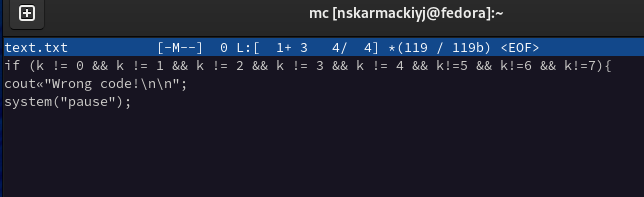 mc [nskarmackiyj@fedora]:~
text.txt [-M--] 0 L:[ 1+ 3 4/ 4] *(119 / 119b) <EOF>
if (k != 0 && k != 1 && k != 2 && k != 3 && k != 4 && k!=5 && k!=6 && k!=7){
cout«"Wrong code!\n\n";
system("pause");